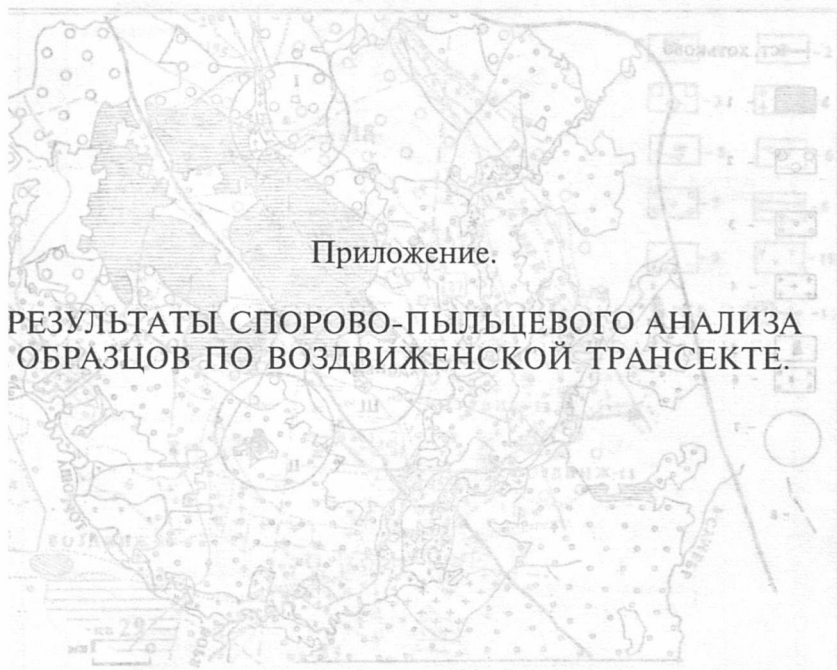 Приложение.
РЕЗУЛЬТАТЫ СПОРОВО-ПЫЛЬЦЕВОГО АНАЛИЗА
ОБРАЗЦОВ ПО ВОЗДВИЖЕНСКОЙ ТРАНСЕКТЕ.